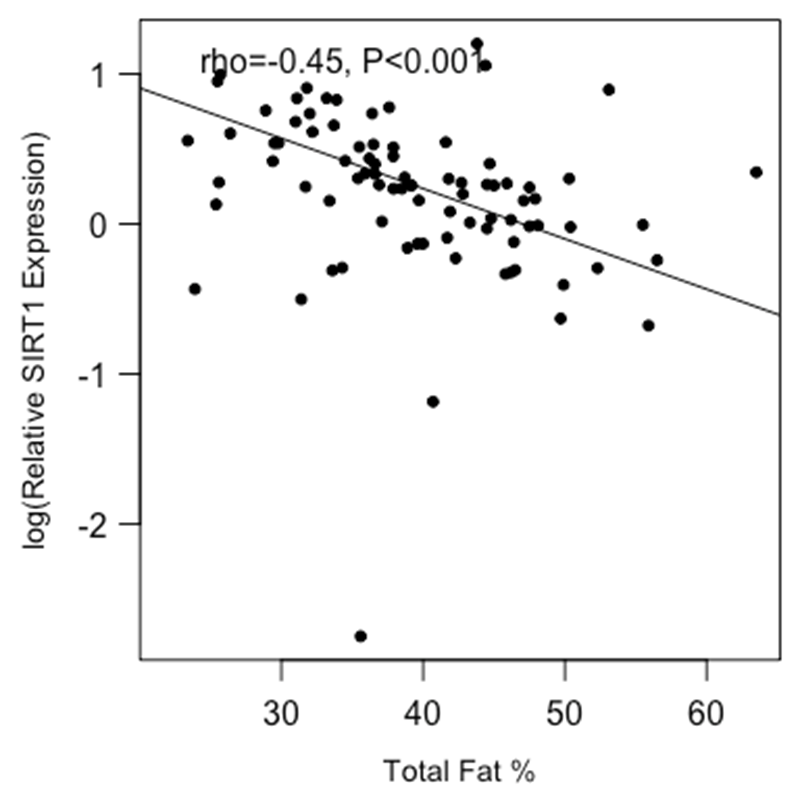 rho=-0.45, P<0.001
1
0
-1
-2
log(Relative SIRT1 Expression)
30 40 50 60
Total Fat %